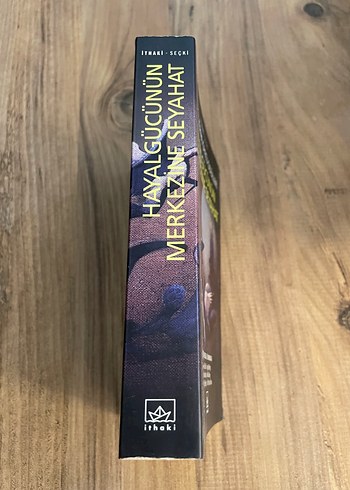 İTHAKİ - SEÇKİ
HAYALGÜCÜNÜN
MERKEZİNE SEYAHAT
ithaki